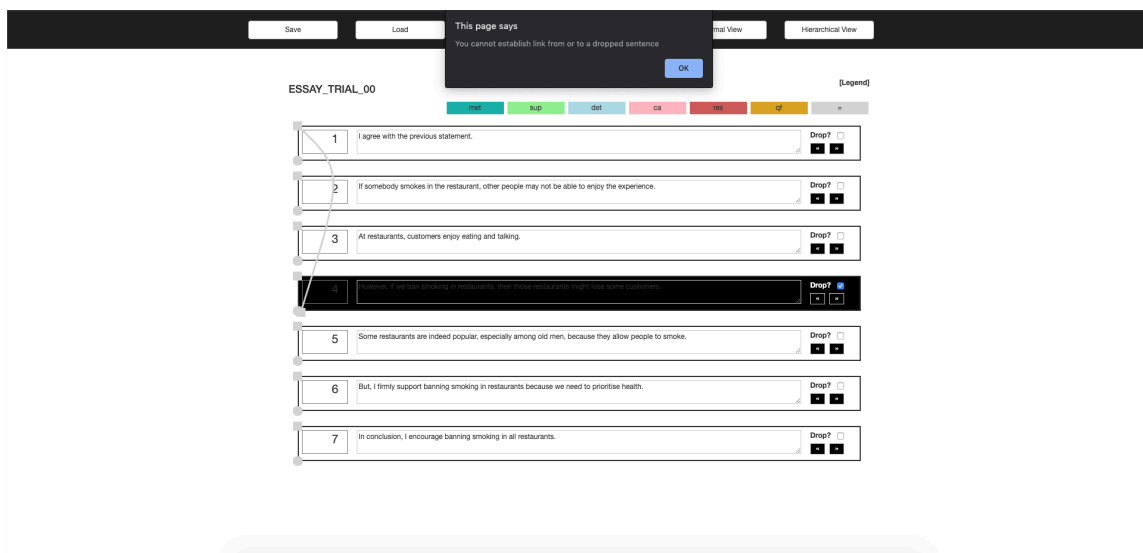 Save
Load
This page says
You cannot establish link from or to a dropped sentence
OK
mal View
Hierarchical View
ESSAY_TRIAL_00
[Legend]
met
sup
det
ca
res
qf
=
1
I agree with the previous statement.
Drop?
« »
2
If somebody smokes in the restaurant, other people may not be able to enjoy the experience.
Drop?
« »
3
At restaurants, customers enjoy eating and talking.
Drop?
« »
4
However, if we ban smoking in restaurants, then those restaurants might lose some customers.
Drop?
« »
5
Some restaurants are indeed popular, especially among old men, because they allow people to smoke.
Drop?
« »
6
But, I firmly support banning smoking in restaurants because we need to prioritise health.
Drop?
« »
7
In conclusion, I encourage banning smoking in all restaurants.
Drop?
« »